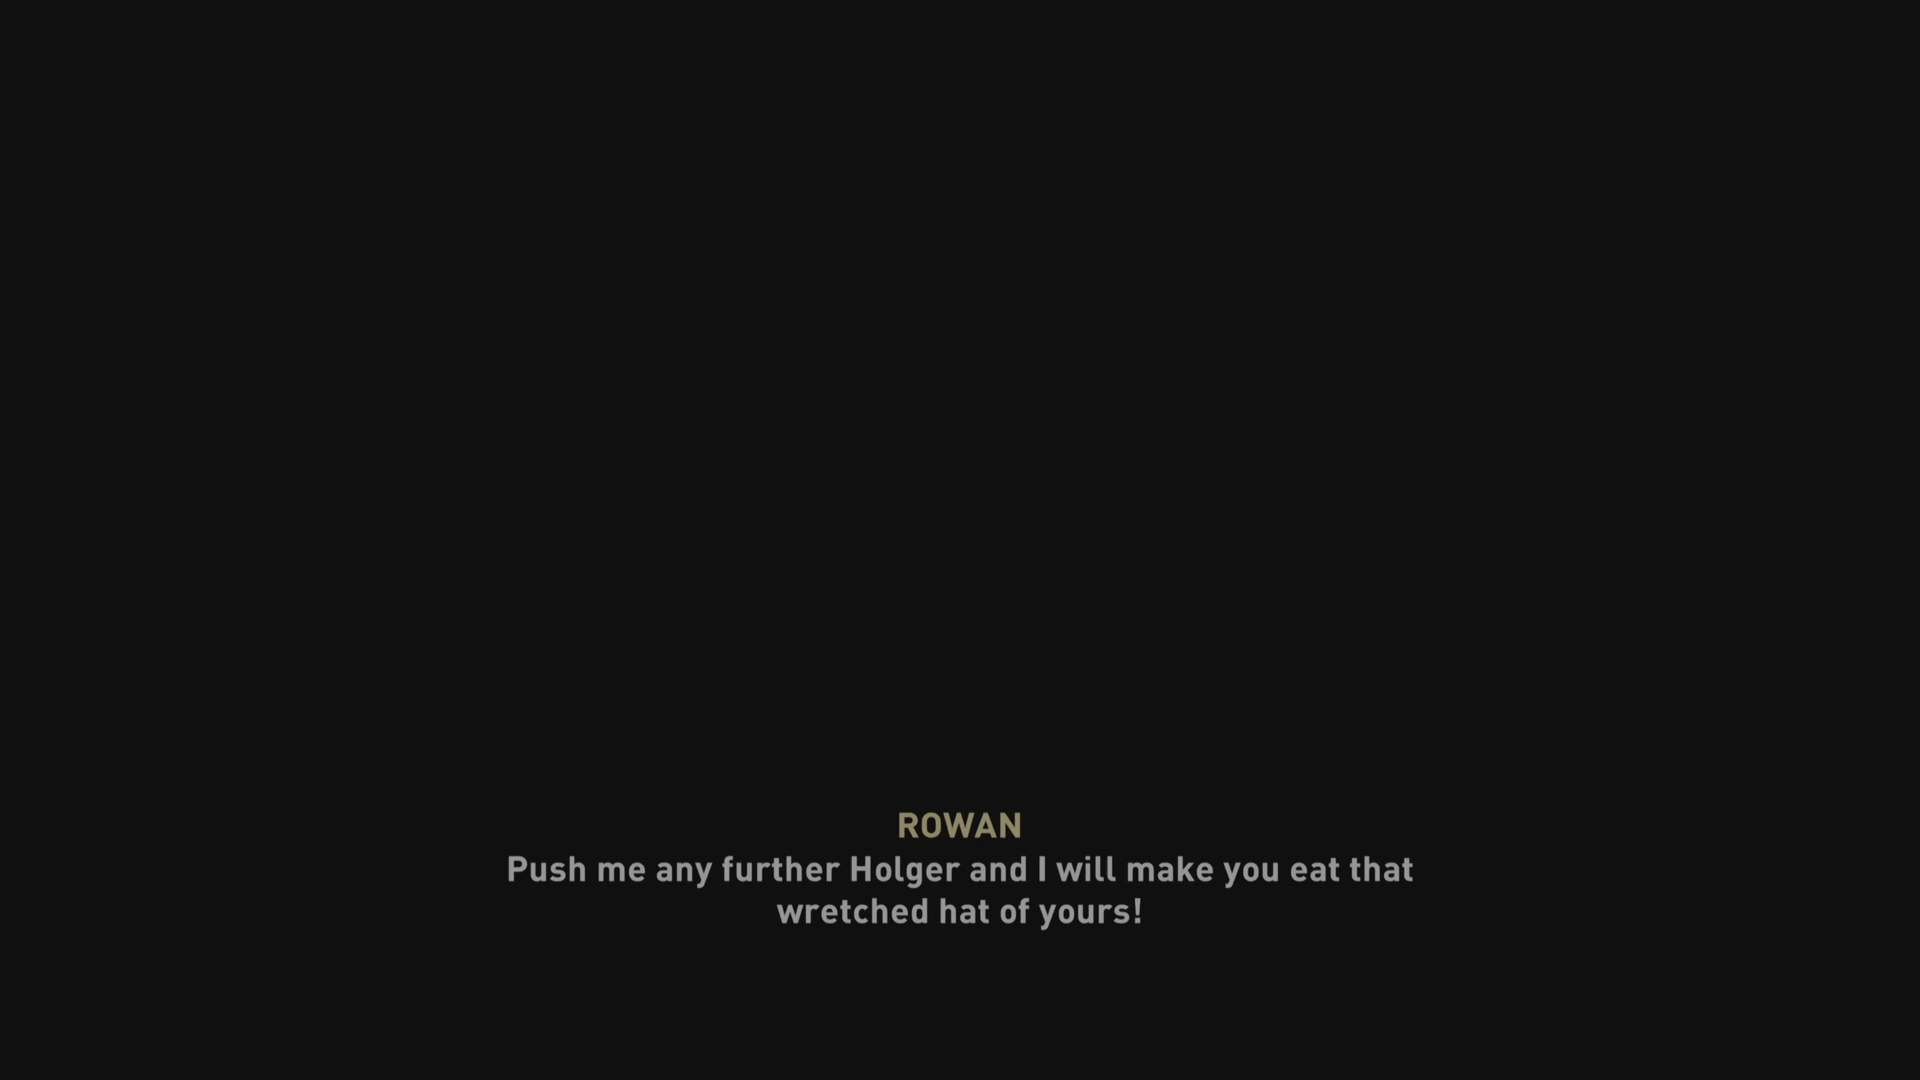 ROWAN
Push me any further Holger and I will make you eat that
wretched hat of yours!